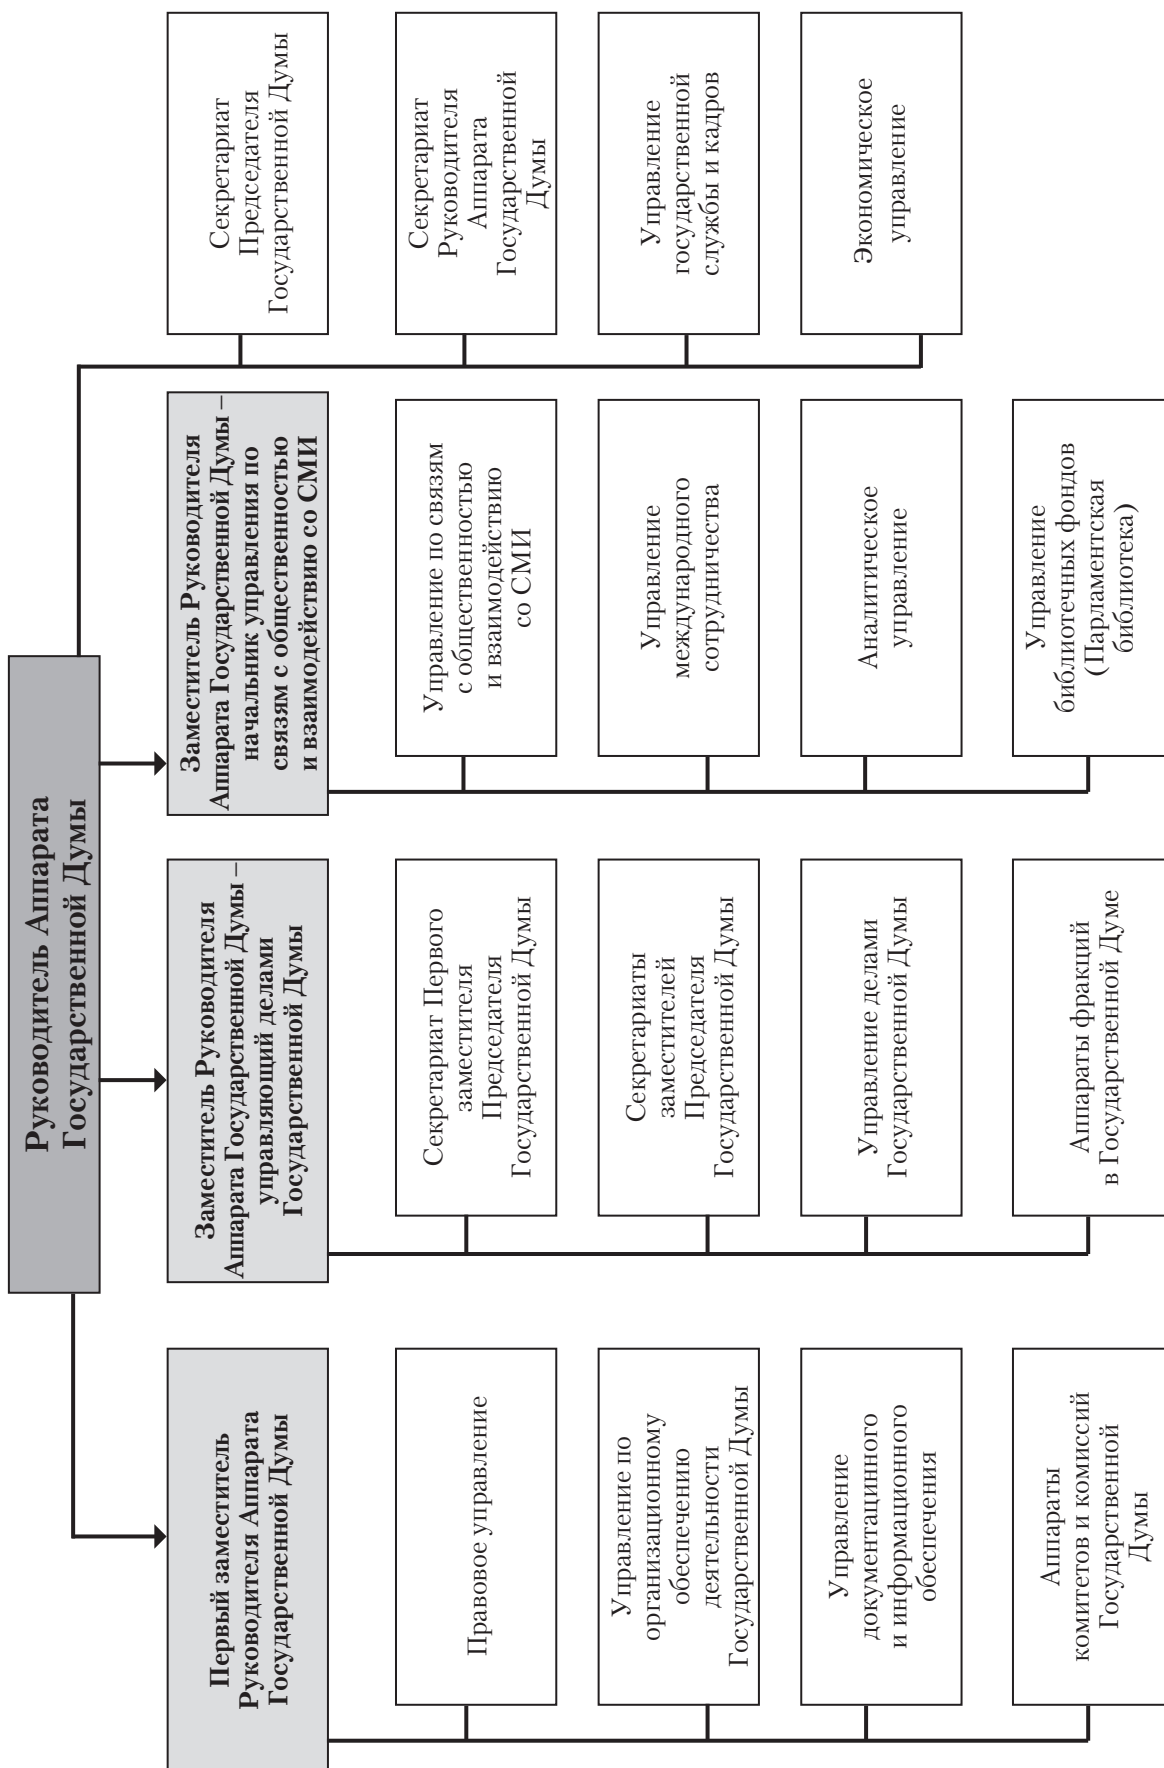 Руководитель Аппарата
Государственной Думы
Первый заместитель
Руководителя Аппарата
Государственной Думы
Правовое управление
Управление по
организационному
обеспечению
деятельности
Государственной Думы
Управление
документацинного
и информационного
обеспечения
Аппараты
комитетов и комиссий
Государственной
Думы
Заместитель Руководителя
Аппарата Государственной Думы –
управляющий делами
Государственной Думы
Секретариат Первого
заместителя
Председателя
Государственной Думы
Секретариаты
заместителей
Председателя
Государственной Думы
Управление делами
Государственной Думы
Аппараты фракций
в Государственной Думе
Заместитель Руководителя
Аппарата Государственной Думы –
начальник управления по
связям с общественностью
и взаимодействию со СМИ
Управление по связям
с общественностью
и взаимодействию
со СМИ
Управление
международного
сотрудничества
Аналитическое
управление
Управление
библиотечных фондов
(Парламентская
библиотека)
Секретариат
Председателя
Государственной Думы
Секретариат
Руководителя
Аппарата
Государственной
Думы
Управление
государственной
службы и кадров
Экономическое
управление